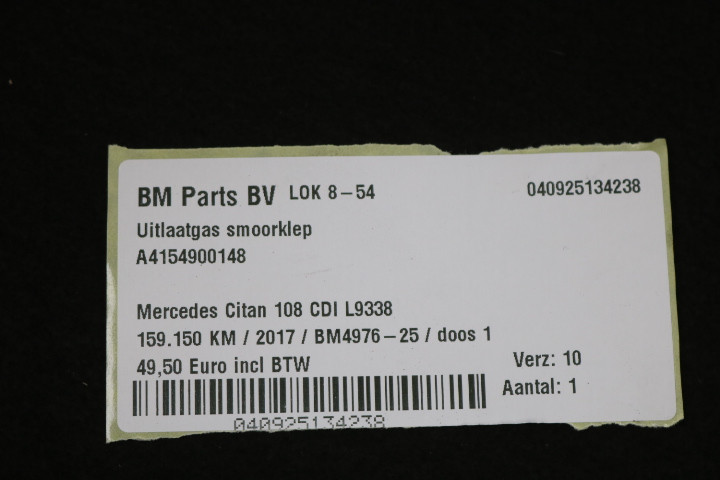 BM Parts BV LOK 8-54 040925134238
Uitlaatgas smoorklep
A4154900148
Mercedes Citan 108 CDI L9338
159.150 KM / 2017 / BM4976-25 / doos 1
49,50 Euro incl BTW Verz: 10
Aantal: 1
040925134238